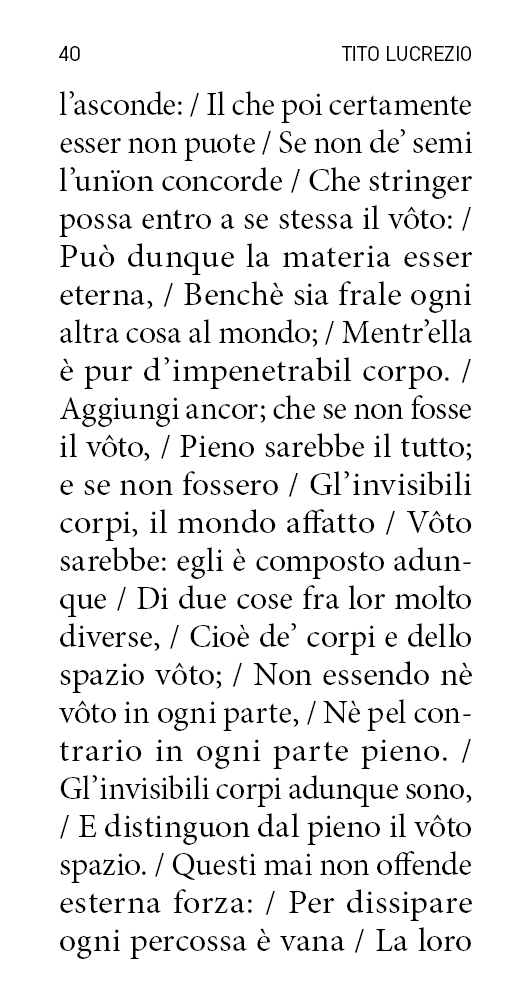 40 TITO LUCREZIO
l’asconde: / Il che poi certamente
esser non puote / Se non de’ semi
l’unïon concorde / Che stringer
possa entro a se stessa il vôto: /
Può dunque la materia esser
eterna, / Benchè sia frale ogni
altra cosa al mondo; / Mentr’ella
è pur d’impenetrabil corpo. /
Aggiungi ancor; che se non fosse
il vôto, / Pieno sarebbe il tutto;
e se non fossero / Gl’invisibili
corpi, il mondo affatto / Vôto
sarebbe: egli è composto adun-
que / Di due cose fra lor molto
diverse, / Cioè de’ corpi e dello
spazio vôto; / Non essendo nè
vôto in ogni parte, / Nè pel con-
trario in ogni parte pieno. /
Gl’invisibili corpi adunque sono,
/ E distinguon dal pieno il vôto
spazio. / Questi mai non offende
esterna forza: / Per dissipare
ogni percossa è vana / La loro